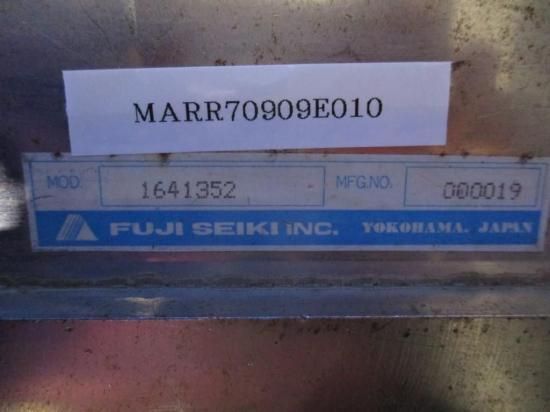 MARR70909E010
MOD. 1641352 MFG.NO. 000019
FUJI SEIKI INC. YOKOHAMA, JAPAN